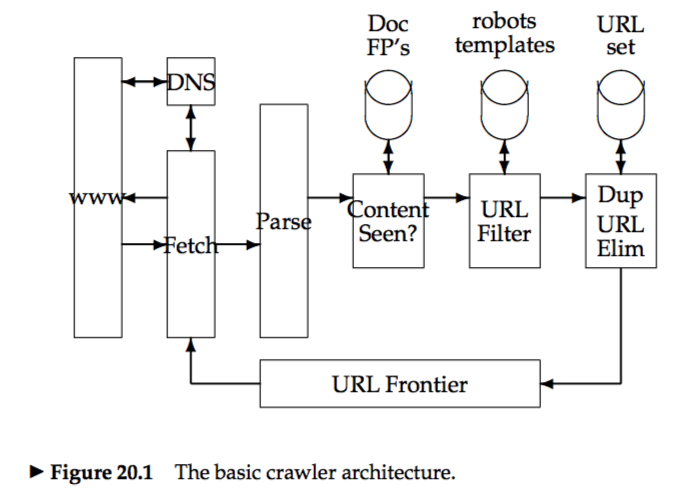 Doc
FP's
robots
templates
URL
set
DNS
www
Fetch
Parse
Content
Seen?
URL
Filter
Dup
URL
Elim
URL Frontier
► Figure 20.1 The basic crawler architecture.